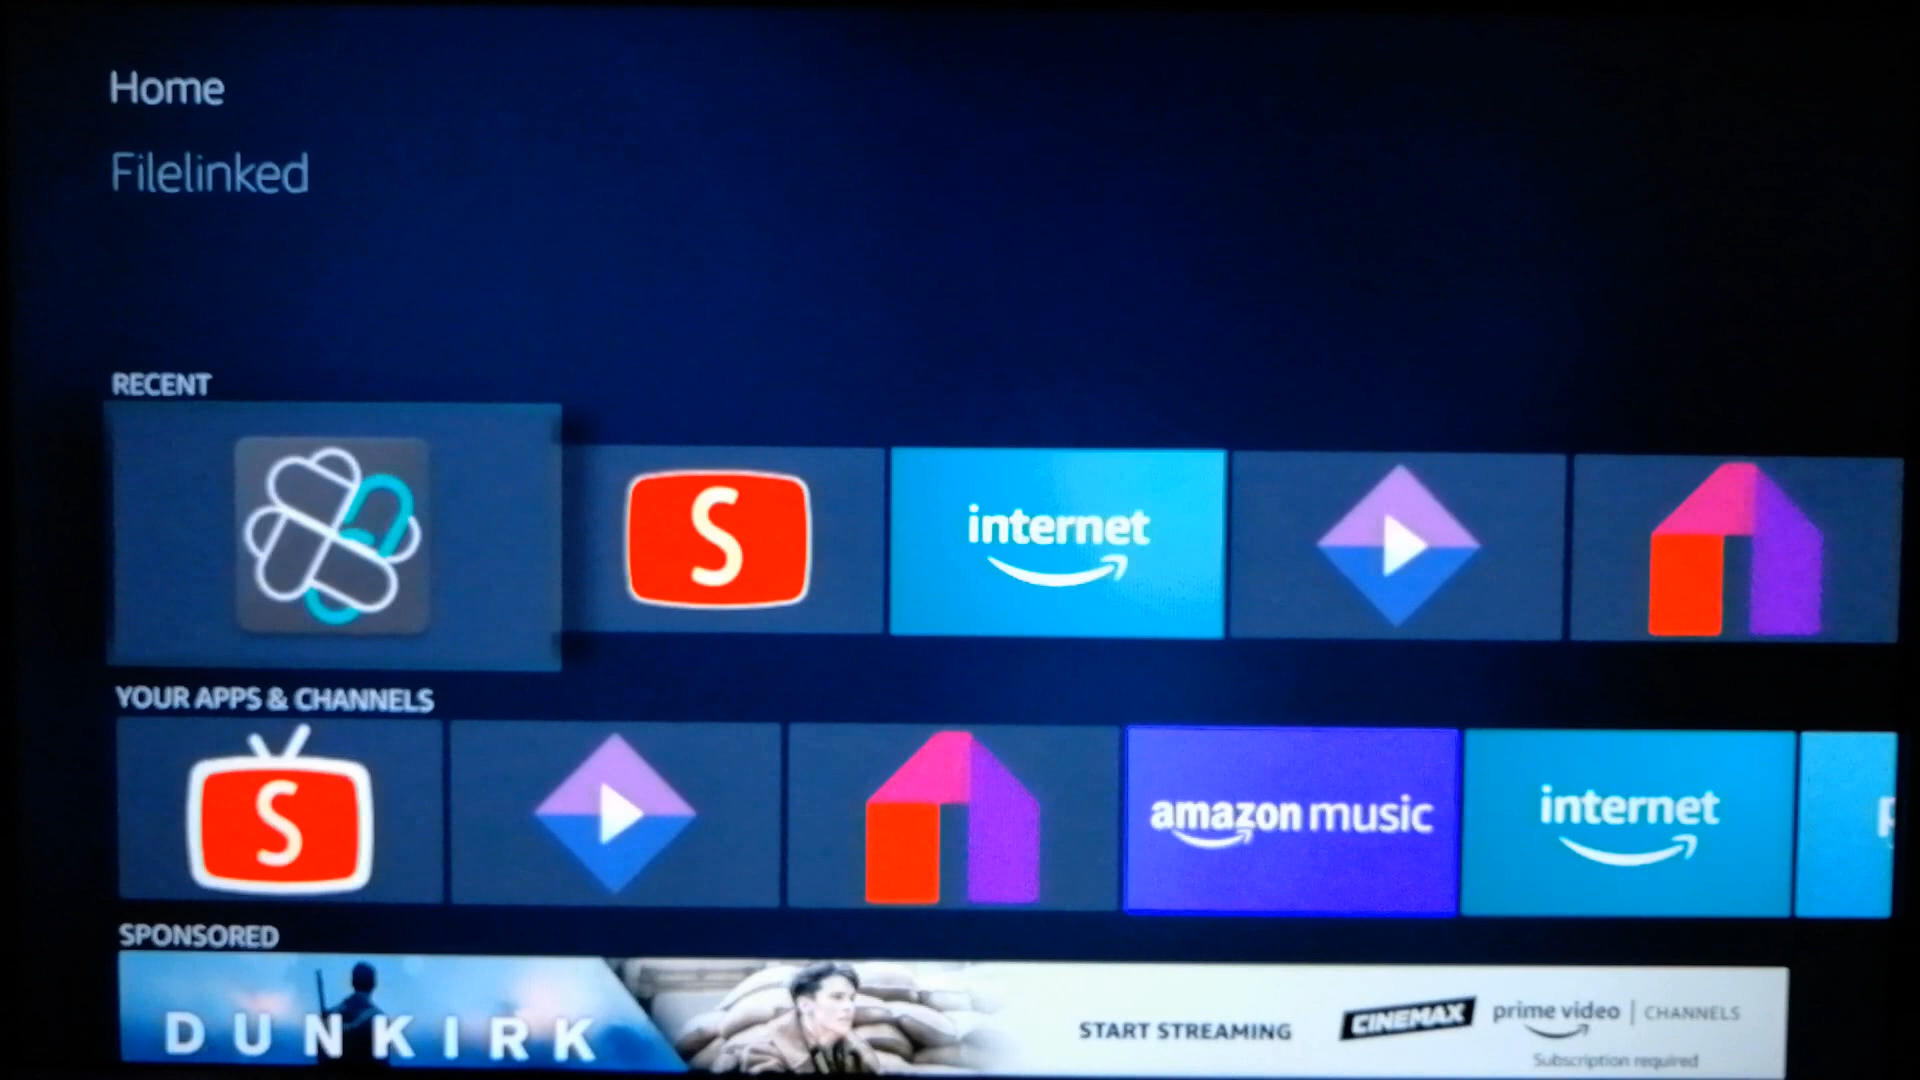 Home
Filelinked
RECENT
S
internet
YOUR APPS & CHANNELS
S
amazon music
internet
p
SPONSORED
DUNKIRK
START STREAMING
CINEMAX
prime video | CHANNELS
Subscription required